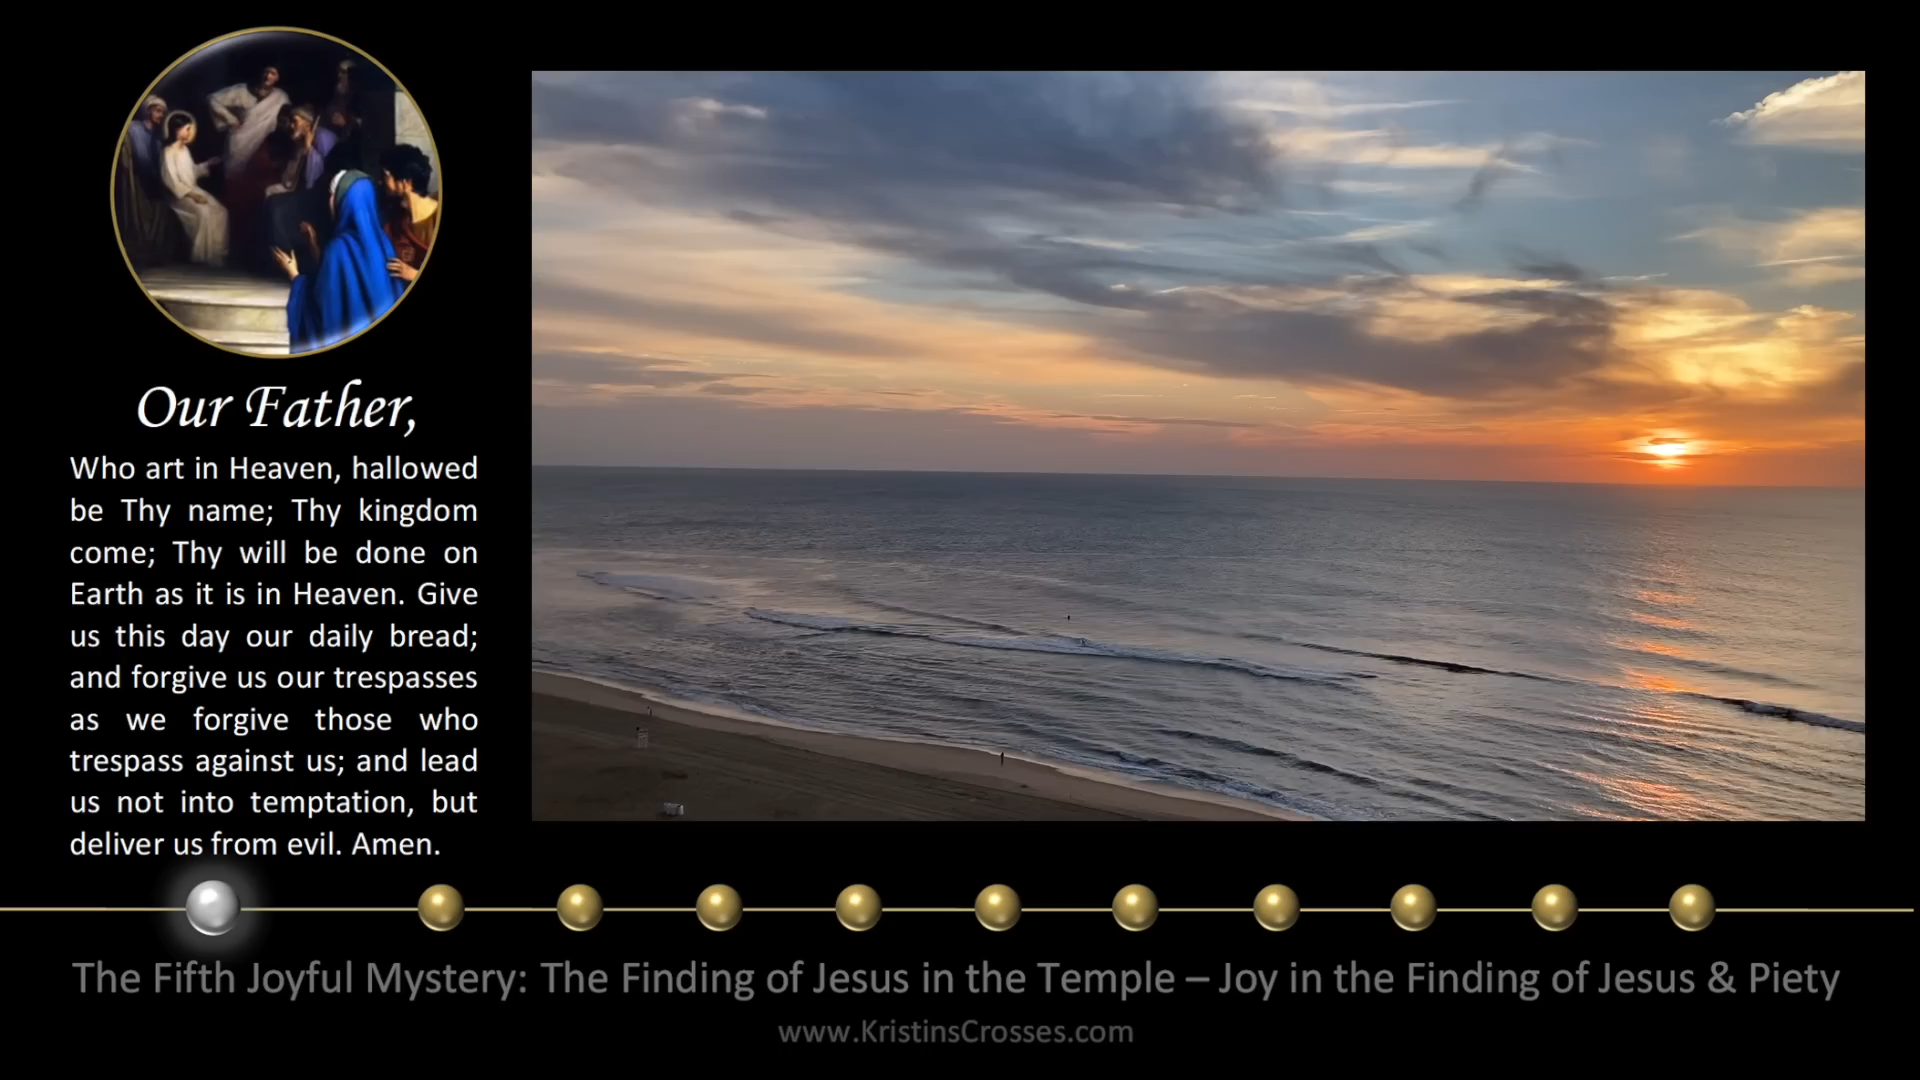 Our Father,
Who art in Heaven, hallowed
be Thy name; Thy kingdom
come; Thy will be done on
Earth as it is in Heaven. Give
us this day our daily bread;
and forgive us our trespasses
as we forgive those who
trespass against us; and lead
us not into temptation, but
deliver us from evil. Amen.
The Fifth Joyful Mystery: The Finding of Jesus in the Temple – Joy in the Finding of Jesus & Piety
www.KristinsCrosses.com